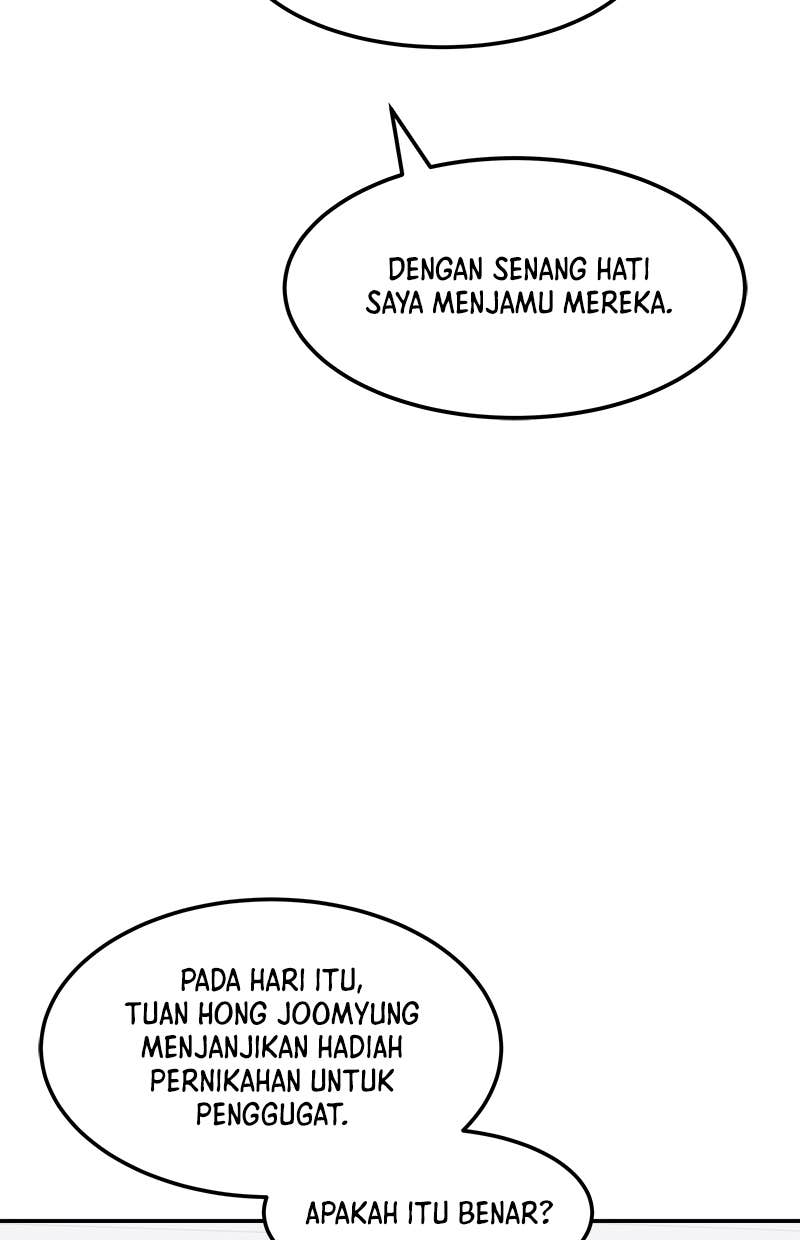 DENGAN SENANG HATI
SAYA MENJAMU MEREKA.
PADA HARI ITU,
TUAN HONG JOOMYUNG
MENJANJIKAN HADIAH
PERNIKAHAN UNTUK
PENGGUGAT.
APAKAH ITU BENAR?